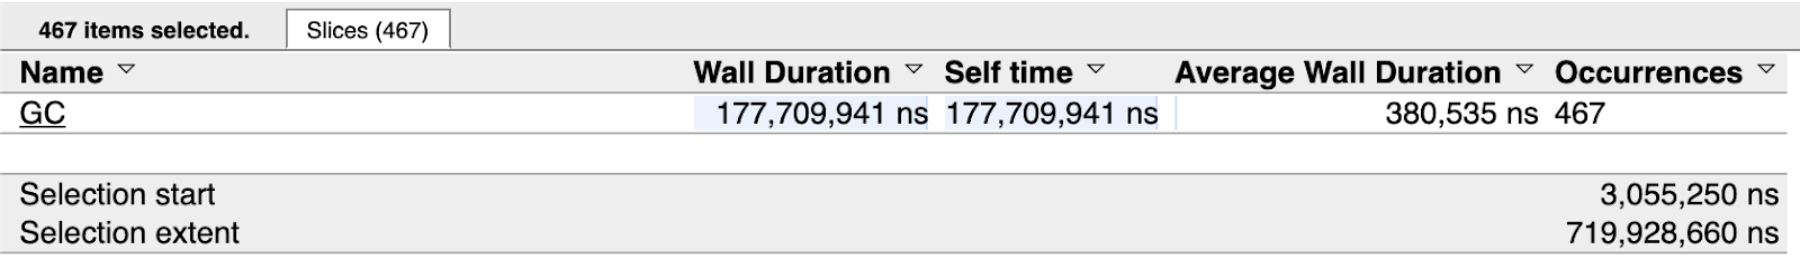 467 items selected. Slices (467)
Name ▽ Wall Duration ▽ Self time ▽ Average Wall Duration ▽ Occurrences ▽
GC 177,709,941 ns 177,709,941 ns 380,535 ns 467
Selection start 3,055,250 ns
Selection extent 719,928,660 ns